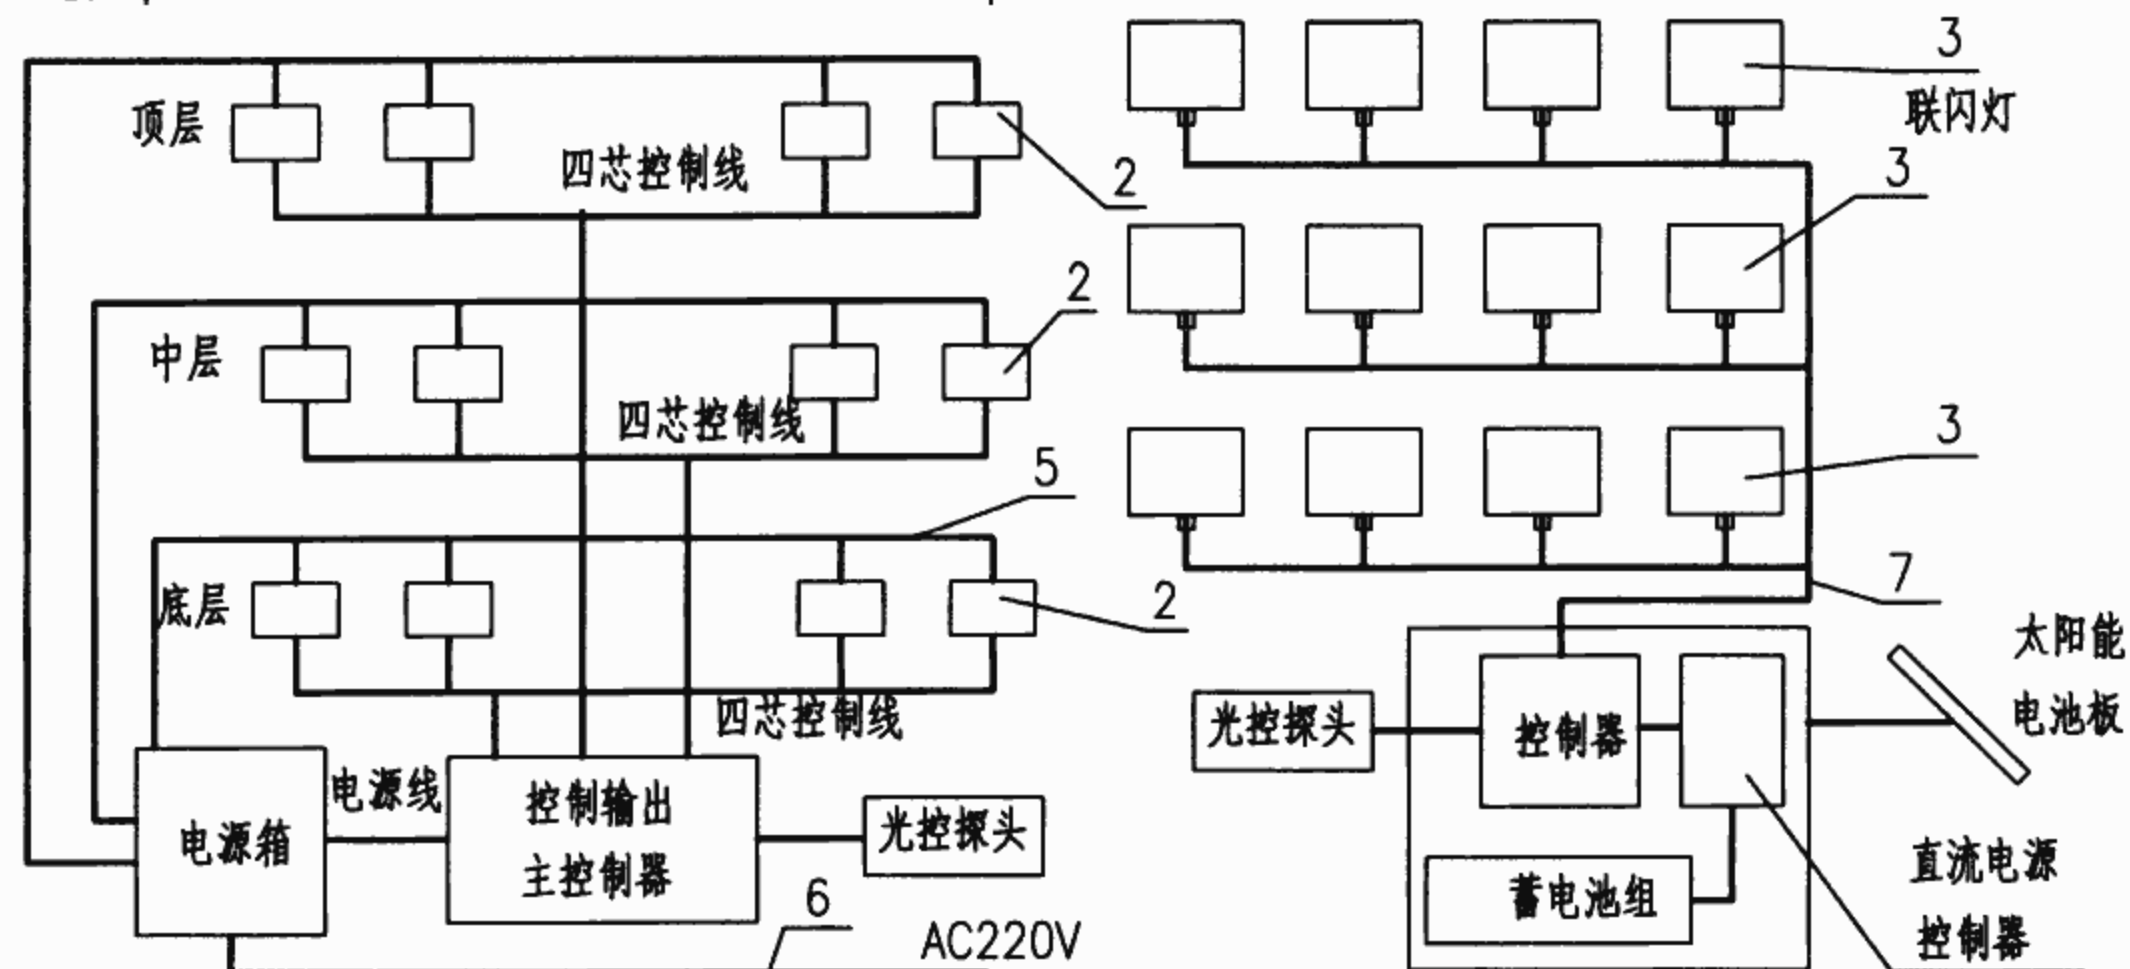 顶层
四芯控制线
2
中层
2
四芯控制线
5
底层
2
四芯控制线
电源箱
电源线
控制输出
主控制器
光控探头
6
AC220V
3
联闪灯
3
3
7
太阳能
电池板
光控探头
控制器
蓄电池组
直流电源
控制器